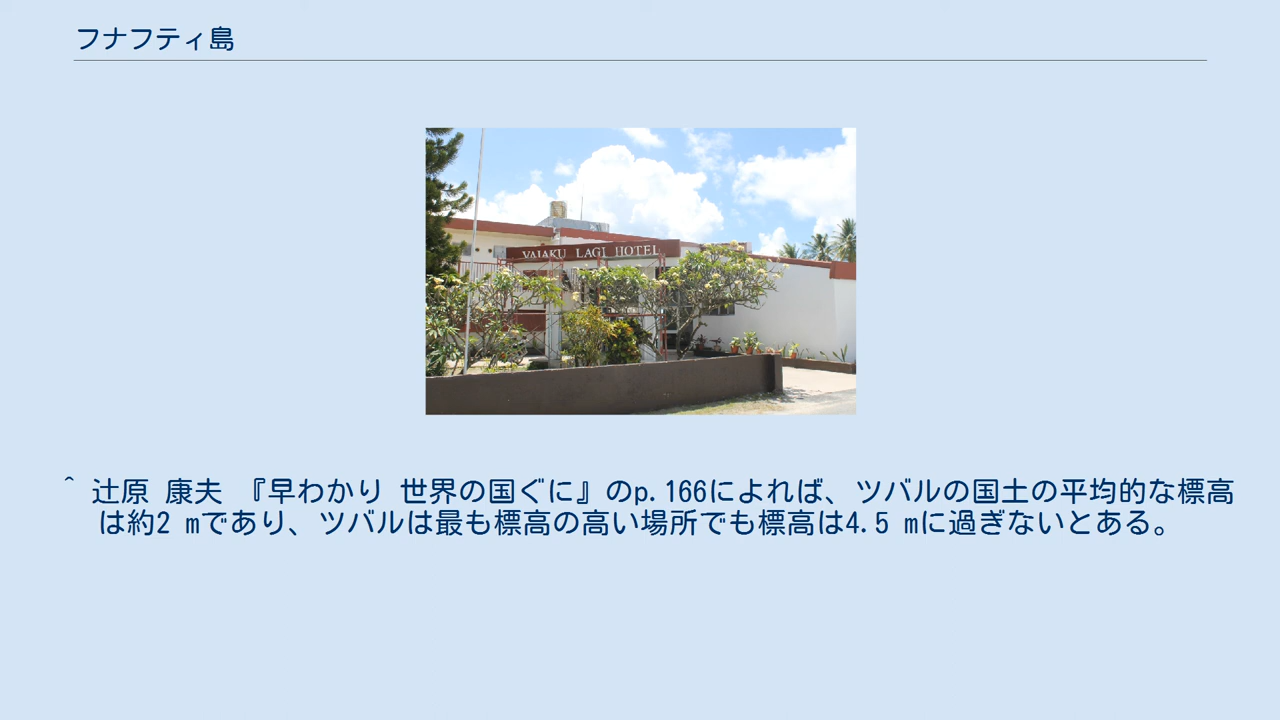 フナフティ島
VAIAKU LAGI HOTEL
^ 辻原 康夫 『早わかり 世界の国ぐに』のp.166によれば、ツバルの国土の平均的な標高
は約2 mであり、ツバルは最も標高の高い場所でも標高は4.5 mに過ぎないとある。